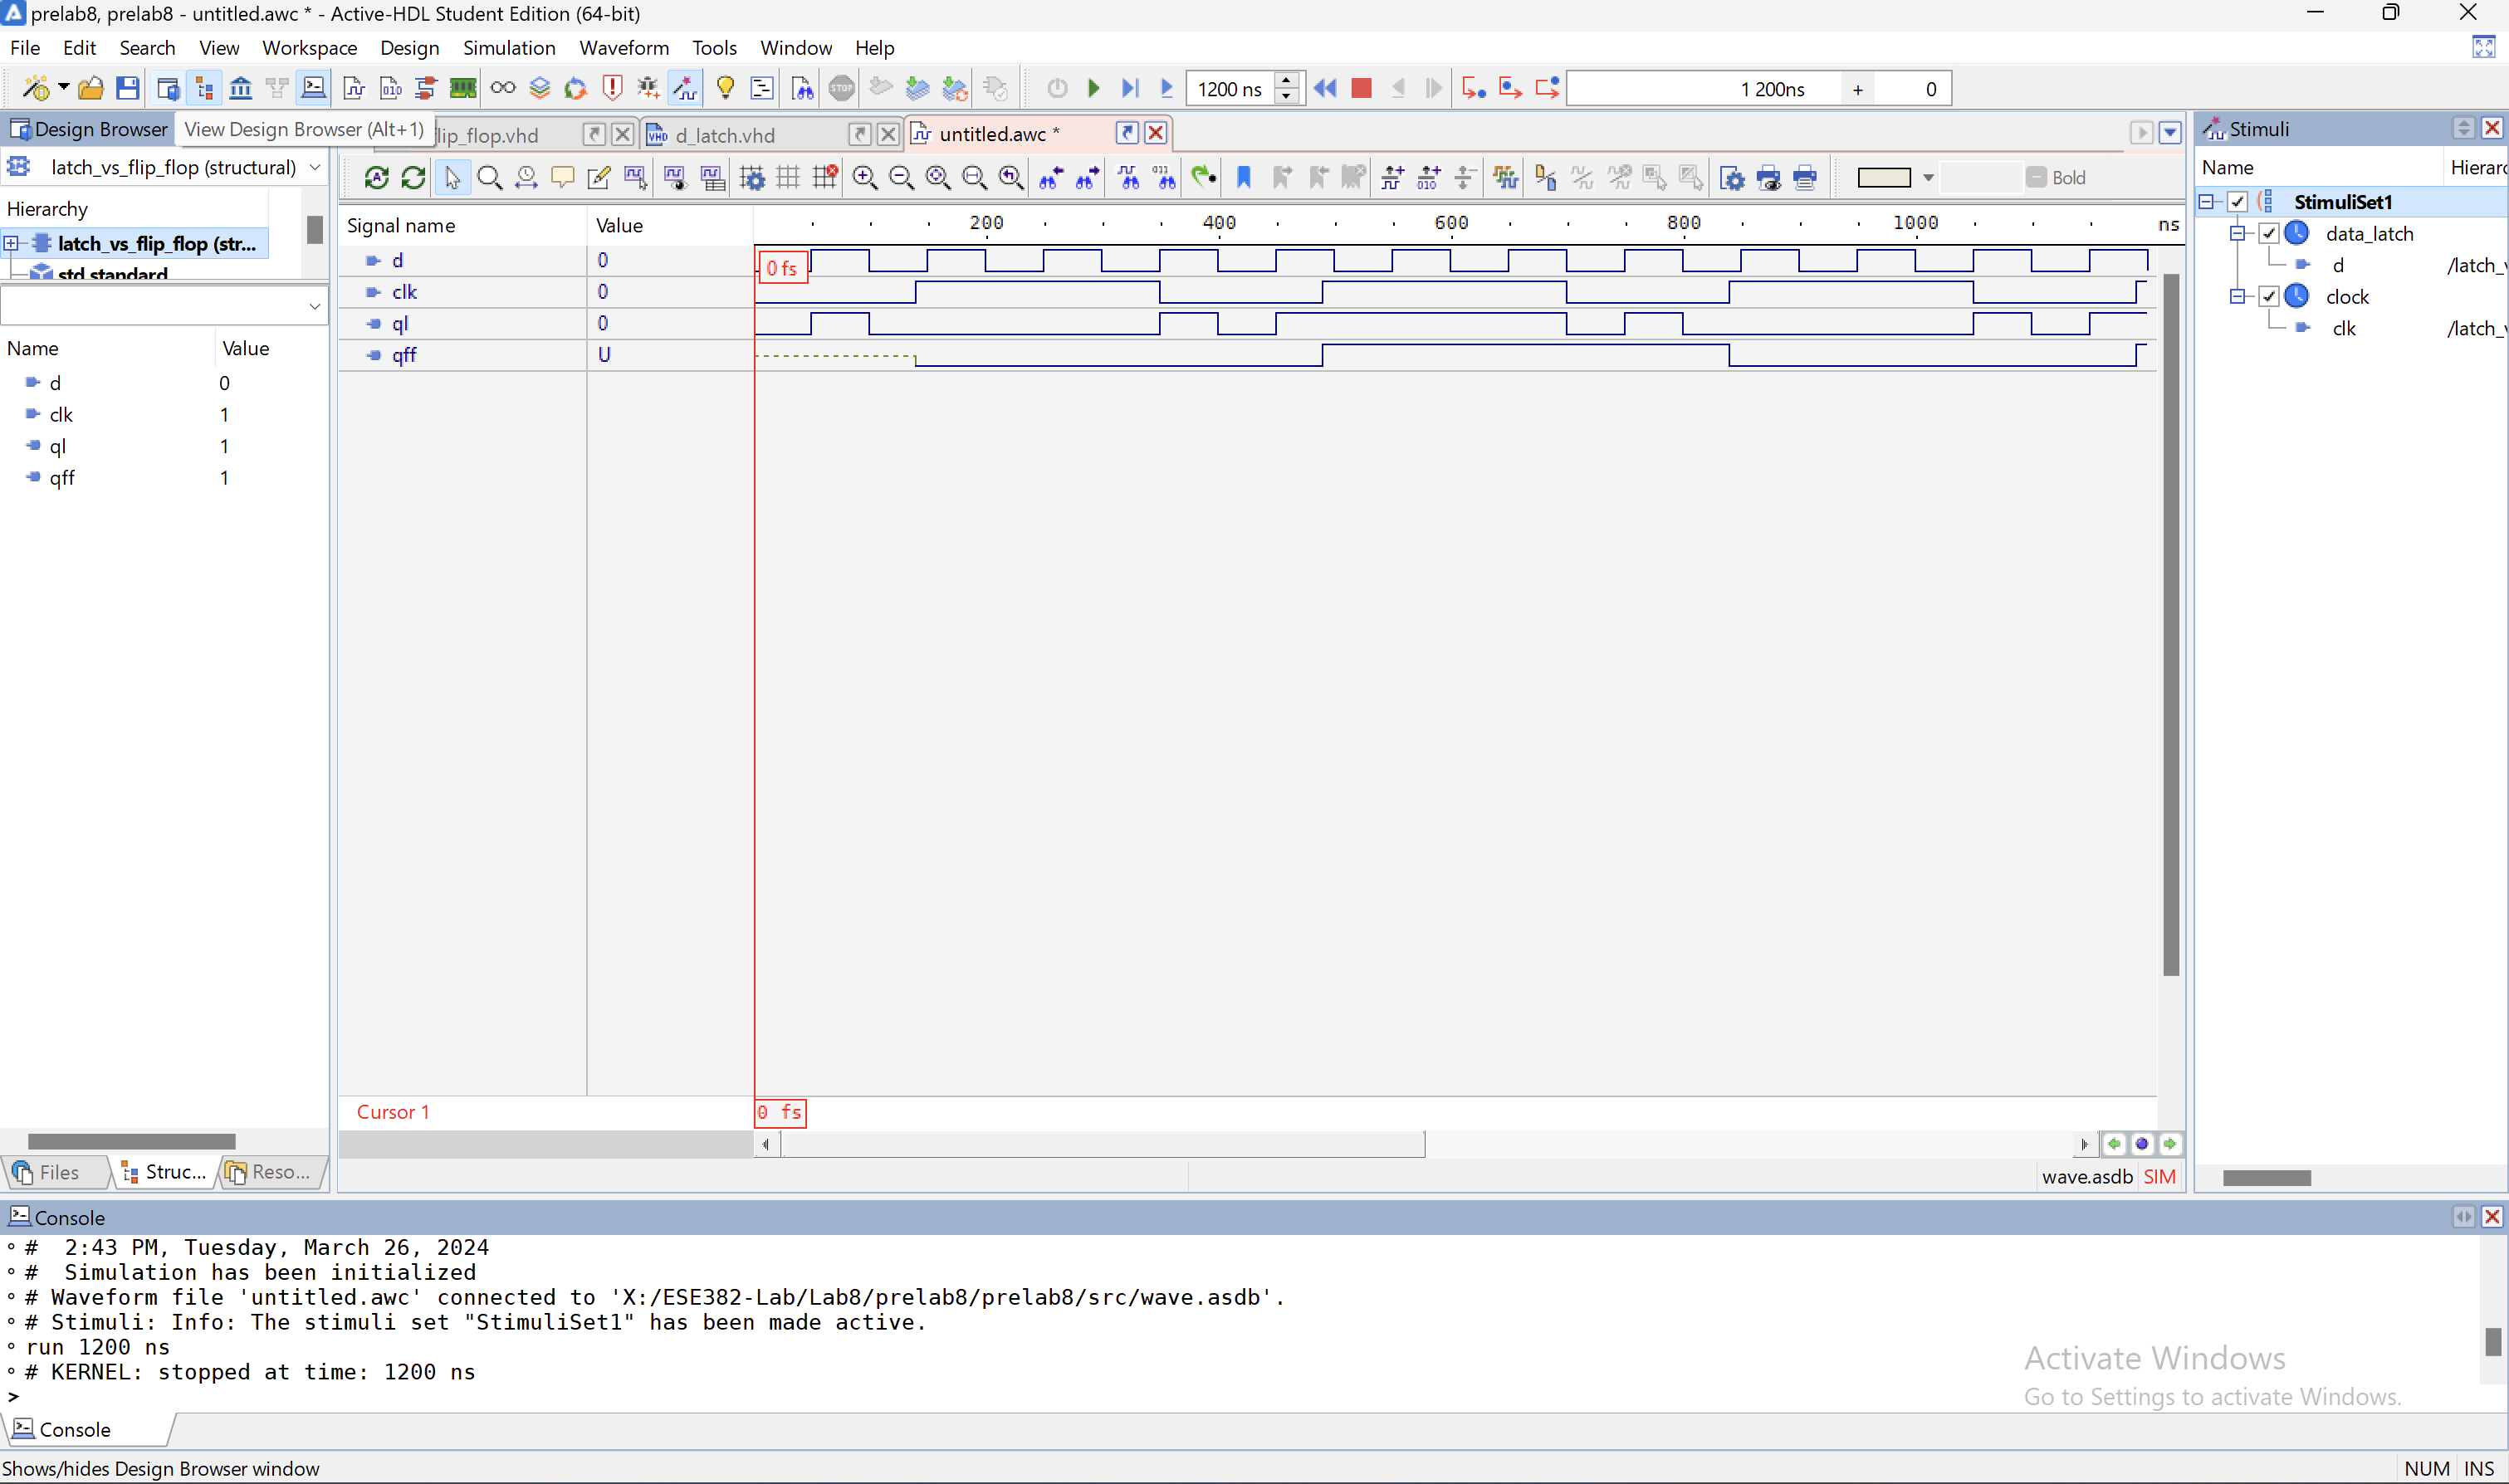 prelab8, prelab8 - untitled.awc * - Active-HDL Student Edition (64-bit)
File Edit Search View Workspace Design Simulation Waveform Tools Window Help
1200 ns 1 200ns + 0
Design Browser View Design Browser (Alt+1) lip_flop.vhd d_latch.vhd untitled.awc * Stimuli
latch_vs_flip_flop (structural) Bold Name Hierarc
Hierarchy StimuliSet1
Signal name Value 200 400 600 800 1000 ns
latch_vs_flip_flop (str... data_latch
std.standard d 0 0 fs d /latch_v
clk 0 clock
ql 0 clk /latch_v
qff U
Name Value
d 0
clk 1
ql 1
qff 1
Cursor 1 0 fs
Files Struc... Reso... wave.asdb SIM
Console
# 2:43 PM, Tuesday, March 26, 2024
# Simulation has been initialized
# Waveform file 'untitled.awc' connected to 'X:/ESE382-Lab/Lab8/prelab8/prelab8/src/wave.asdb'.
# Stimuli: Info: The stimuli set "StimuliSet1" has been made active.
run 1200 ns
# KERNEL: stopped at time: 1200 ns
>
Activate Windows
Go to Settings to activate Windows.
Console
Shows/hides Design Browser window NUM INS